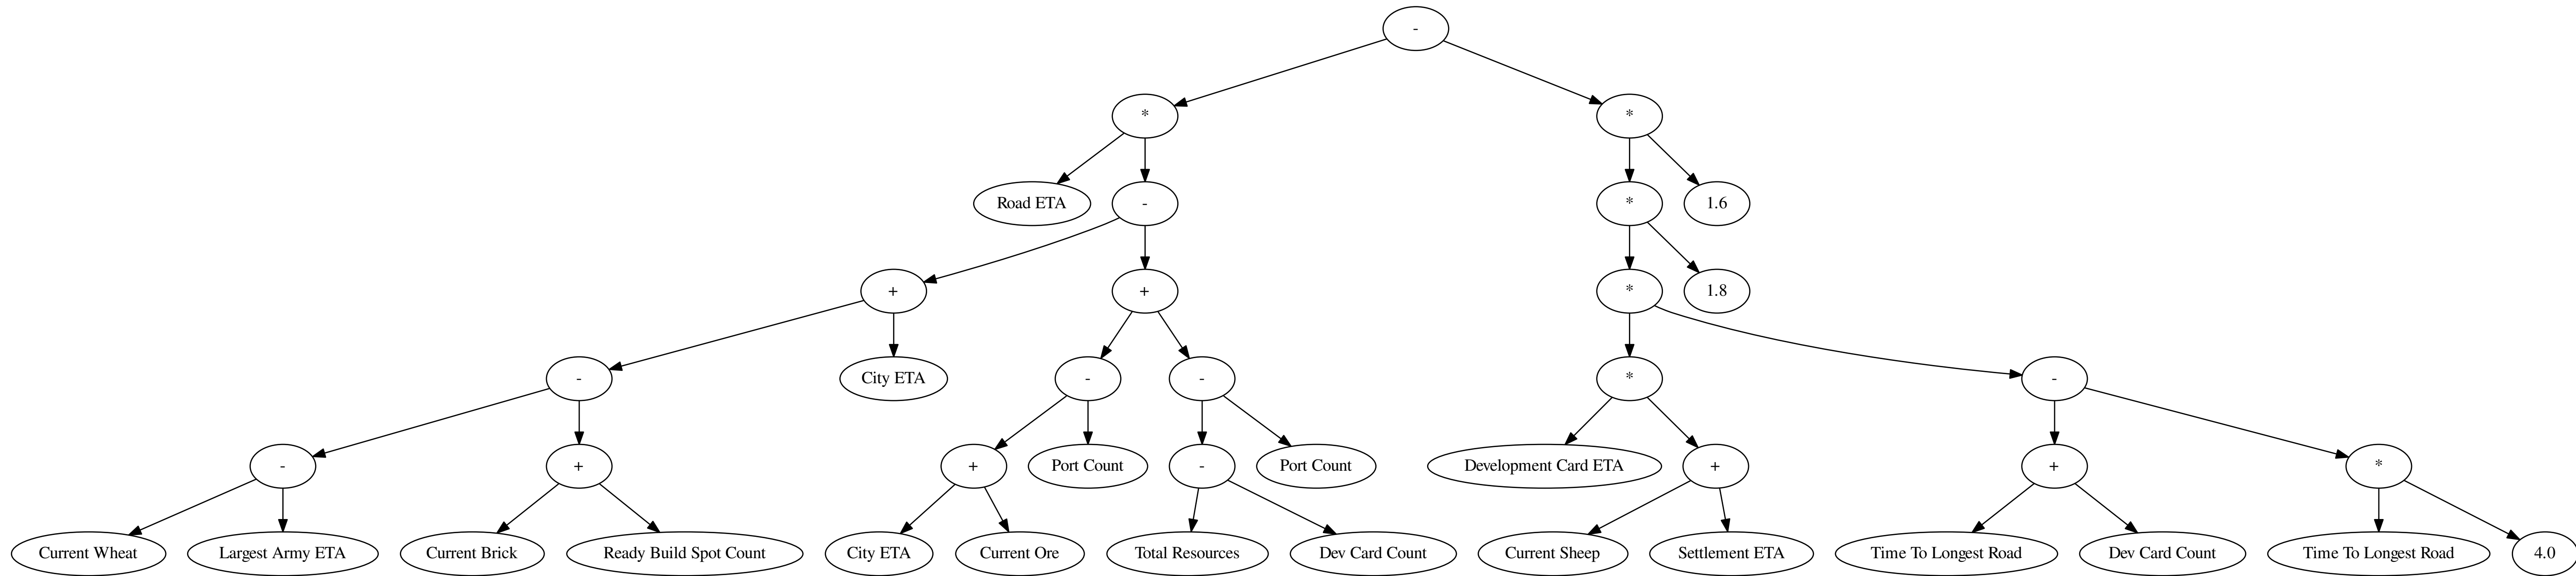 -
* *
Road ETA - * 1.6
+ + * 1.8
- City ETA - - * -
- + + Port Count - Port Count Development Card ETA + + *
Current Wheat Largest Army ETA Current Brick Ready Build Spot Count City ETA Current Ore Total Resources Dev Card Count Current Sheep Settlement ETA Time To Longest Road Dev Card Count Time To Longest Road 4.0